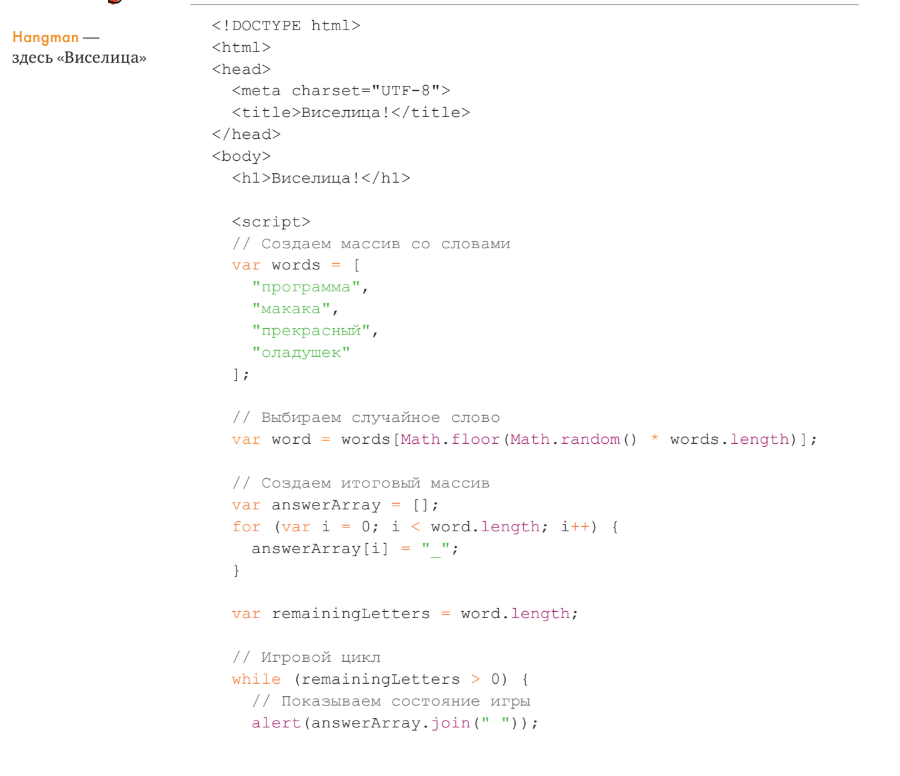 Hangman —
здесь «Виселица»
<!DOCTYPE html>
<html>
<head>
  <meta charset="UTF-8">
  <title>Виселица!</title>
</head>
<body>
  <h1>Виселица!</h1>

  <script>
  // Создаем массив со словами
  var words = [
    "программа",
    "макака",
    "прекрасный",
    "оладушек"
  ];

  // Выбираем случайное слово
  var word = words[Math.floor(Math.random() * words.length)];

  // Создаем итоговый массив
  var answerArray = [];
  for (var i = 0; i < word.length; i++) {
    answerArray[i] = "_";
  }

  var remainingLetters = word.length;

  // Игровой цикл
  while (remainingLetters > 0) {
    // Показываем состояние игры
    alert(answerArray.join(" "));